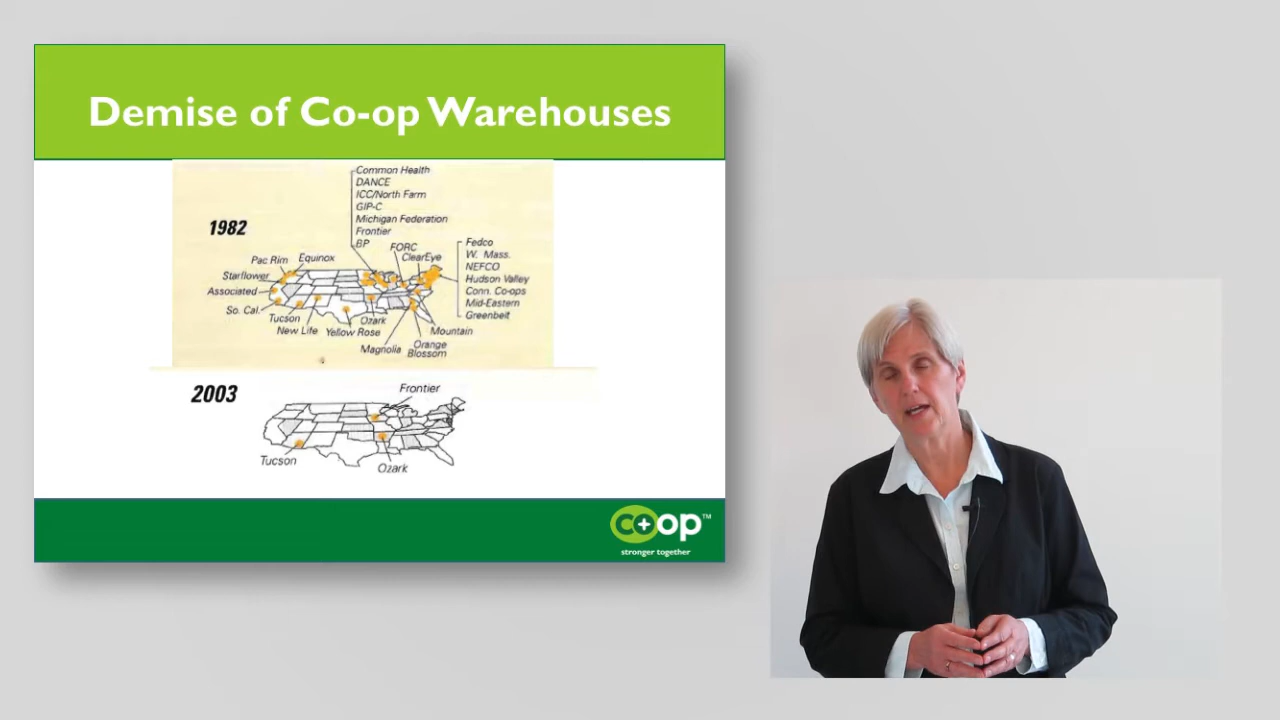 Demise of Co-op Warehouses
1982
Common Health
DANCE
ICC/North Farm
GIP-C
Michigan Federation
Frontier
BP
FORC
ClearEye
Fedco
W. Mass.
NEFCO
Hudson Valley
Conn. Co-ops
Mid-Eastern
Greenbelt
Pac Rim
Equinox
Starflower
Associated
So. Cal.
Tucson
New Life
Yellow Rose
Ozark
Magnolia
Orange
Blossom
Mountain
2003
Frontier
Tucson
Ozark
co+op™
stronger together